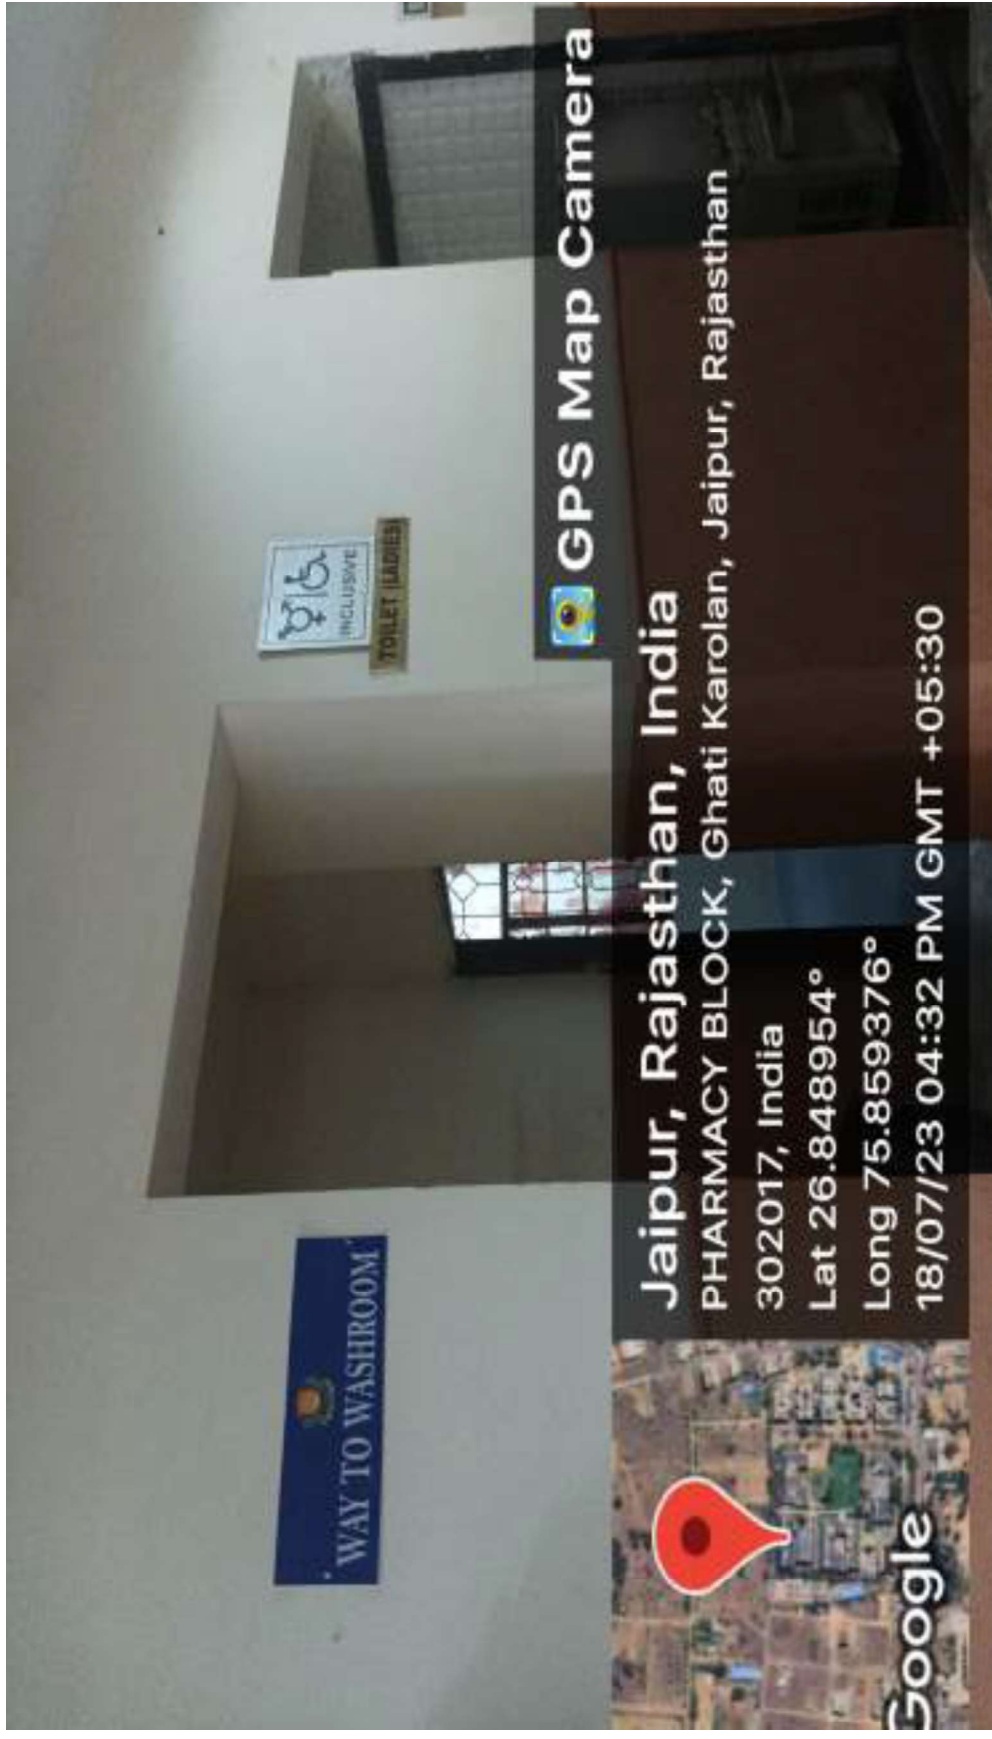 WAY TO WASHROOM
INCLUSIVE
TOILET (LADIES)
GPS Map Camera
Jaipur, Rajasthan, India
PHARMACY BLOCK, Ghati Karolan, Jaipur, Rajasthan
302017, India
Lat 26.848954°
Long 75.859376°
18/07/23 04:32 PM GMT +05:30
Google